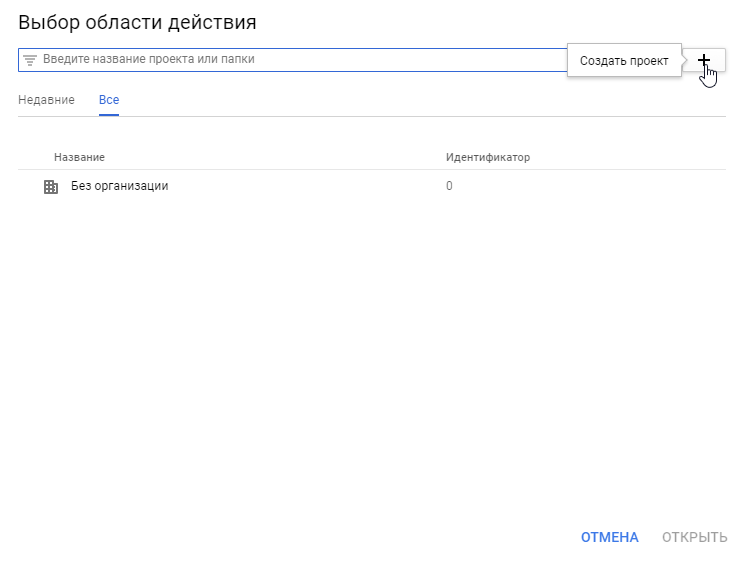 Выбор области действия
Введите название проекта или папки
Создать проект
Недавние Все
Название Идентификатор
Без организации 0
ОТМЕНА ОТКРЫТЬ